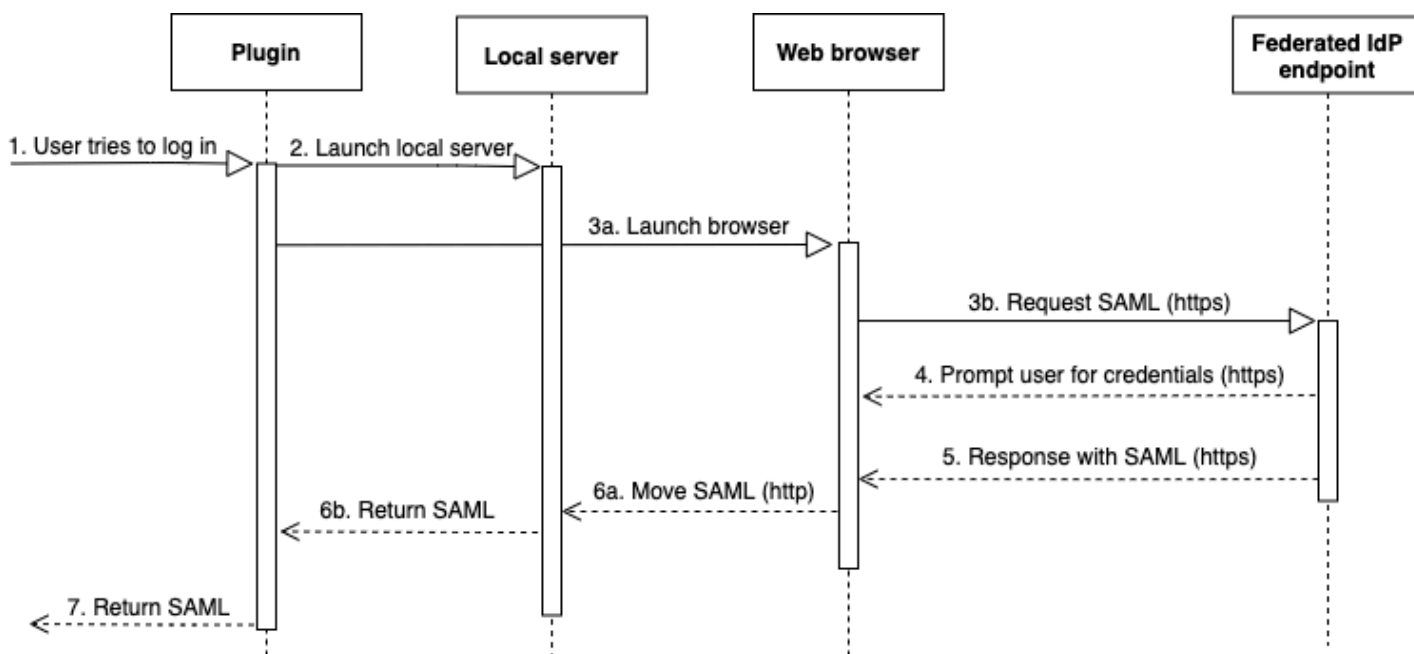 Plugin
Local server
Web browser
Federated IdP
endpoint
1. User tries to log in
2. Launch local server
3a. Launch browser
3b. Request SAML (https)
4. Prompt user for credentials (https)
5. Response with SAML (https)
6a. Move SAML (http)
6b. Return SAML
7. Return SAML